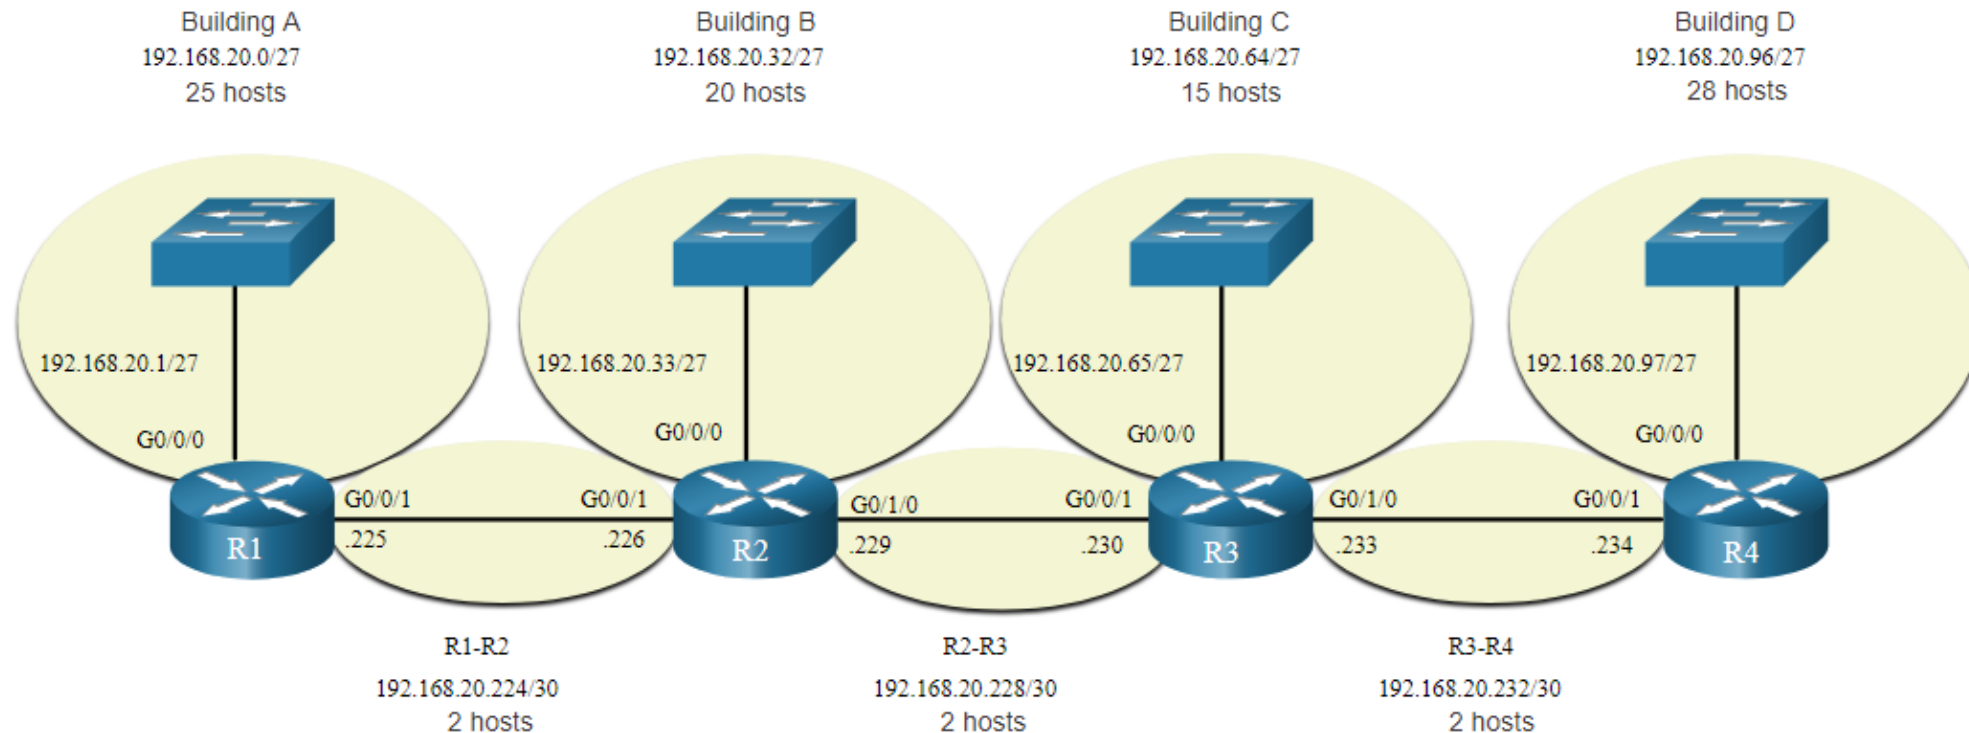 Building A
192.168.20.0/27
25 hosts
Building B
192.168.20.32/27
20 hosts
Building C
192.168.20.64/27
15 hosts
Building D
192.168.20.96/27
28 hosts
192.168.20.1/27
G0/0/0
192.168.20.33/27
G0/0/0
192.168.20.65/27
G0/0/0
192.168.20.97/27
G0/0/0
R1
G0/0/1
.225
G0/0/1
.226
R2
G0/1/0
.229
G0/0/1
.230
R3
G0/1/0
.233
G0/0/1
.234
R4
R1-R2
192.168.20.224/30
2 hosts
R2-R3
192.168.20.228/30
2 hosts
R3-R4
192.168.20.232/30
2 hosts